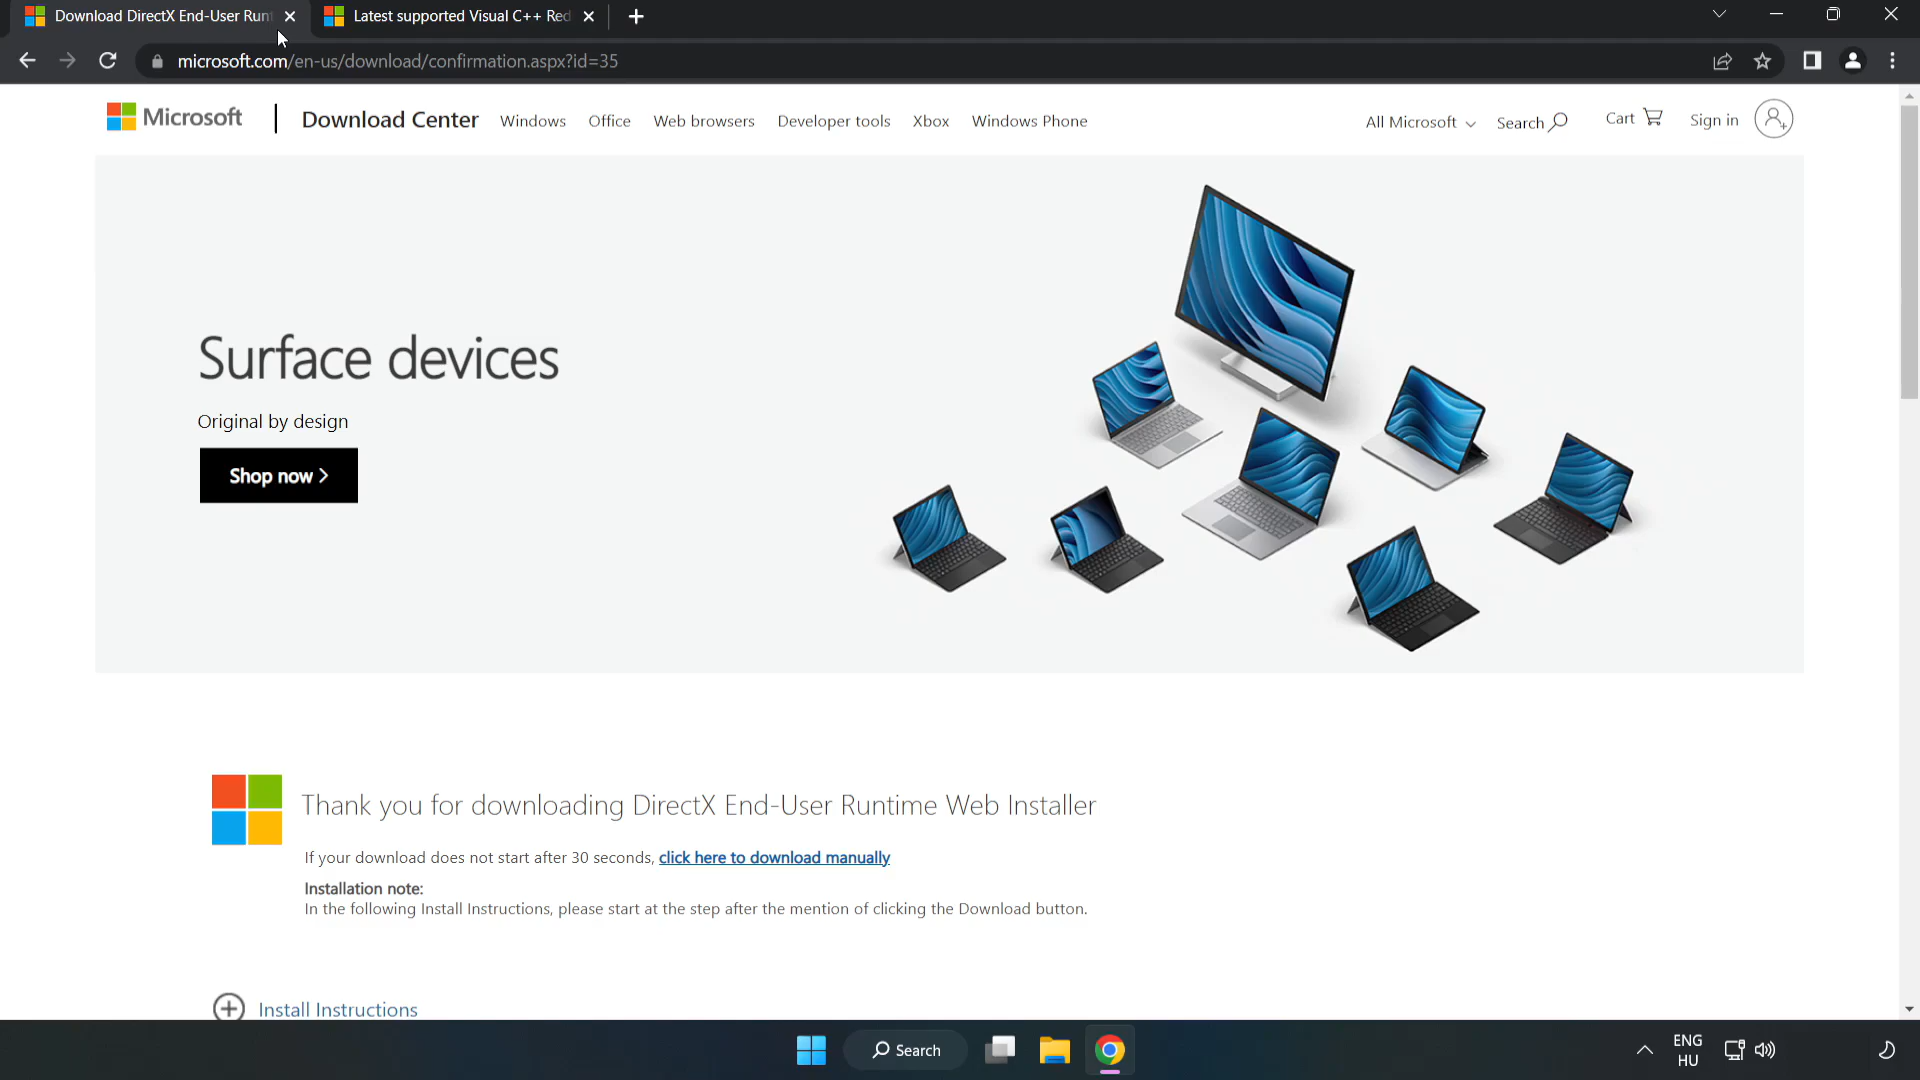 Download DirectX End-User Runt
Latest supported Visual C++ Red
microsoft.com/en-us/download/confirmation.aspx?id=35
Microsoft
Download Center
Windows
Office
Web browsers
Developer tools
Xbox
Windows Phone
All Microsoft
Search
Cart
Sign in
Surface devices
Original by design
Shop now
Thank you for downloading DirectX End-User Runtime Web Installer
If your download does not start after 30 seconds, click here to download manually
Installation note:
In the following Install Instructions, please start at the step after the mention of clicking the Download button.
Install Instructions
Search
ENG
HU